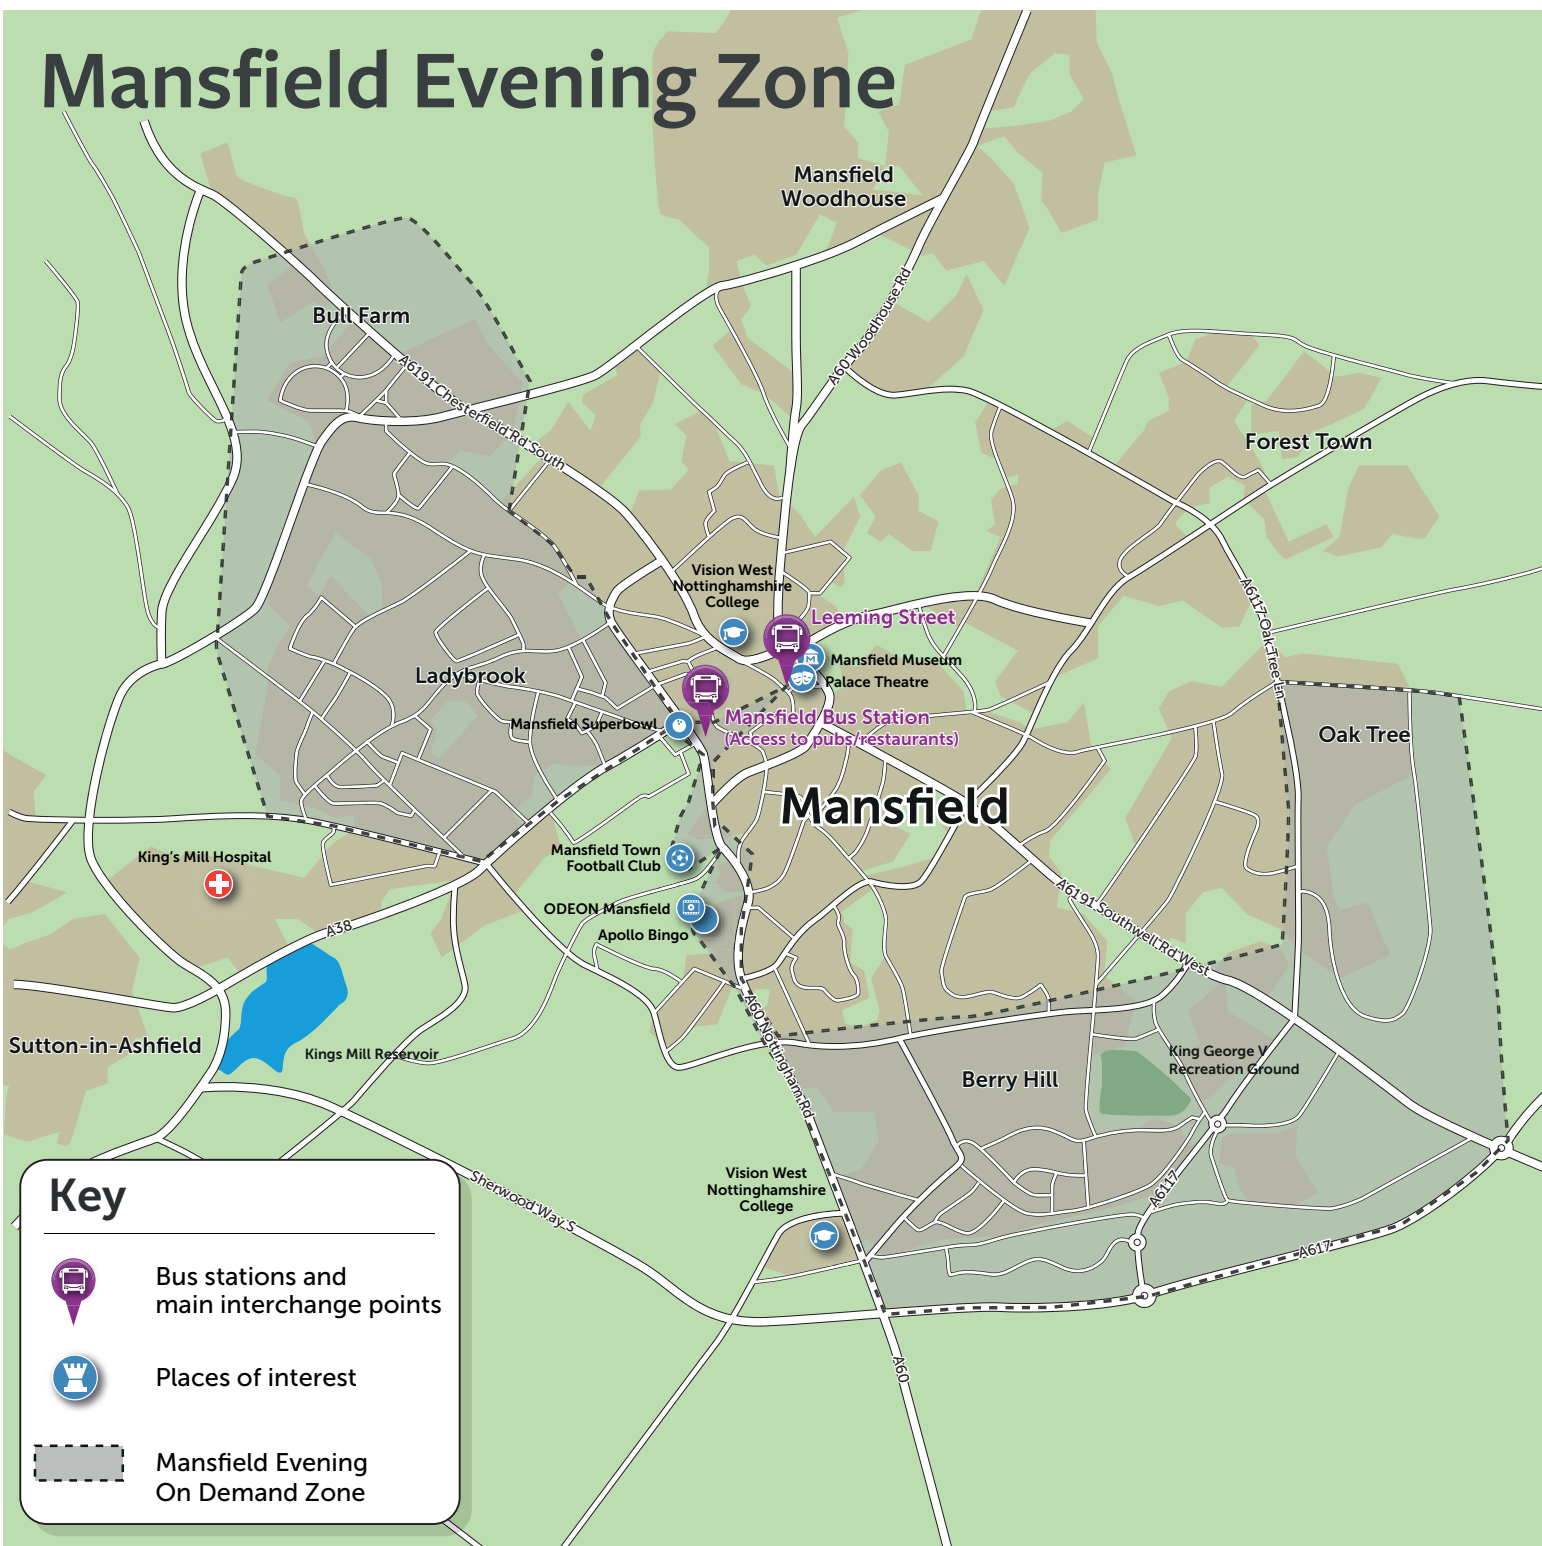 Mansfield Evening Zone
Mansfield
Woodhouse
Bull Farm
A60 Woodhouse Rd
A6191 Chesterfield Rd South
Forest Town
Vision West
Nottinghamshire
College
A6117 Oak Tree Ln
Leeming Street
Mansfield Museum
Palace Theatre
Ladybrook
Mansfield Superbowl
Mansfield Bus Station
(Access to pubs/restaurants)
Oak Tree
Mansfield
King's Mill Hospital
Mansfield Town
Football Club
ODEON Mansfield
Apollo Bingo
A38
A6191 Southwell Rd West
Sutton-in-Ashfield
Kings Mill Reservoir
A60 Nottingham Rd
Berry Hill
King George V
Recreation Ground
Vision West
Nottinghamshire
College
A6117
Sherwood Way S
A617
A60
Key
Bus stations and
main interchange points
Places of interest
Mansfield Evening
On Demand Zone